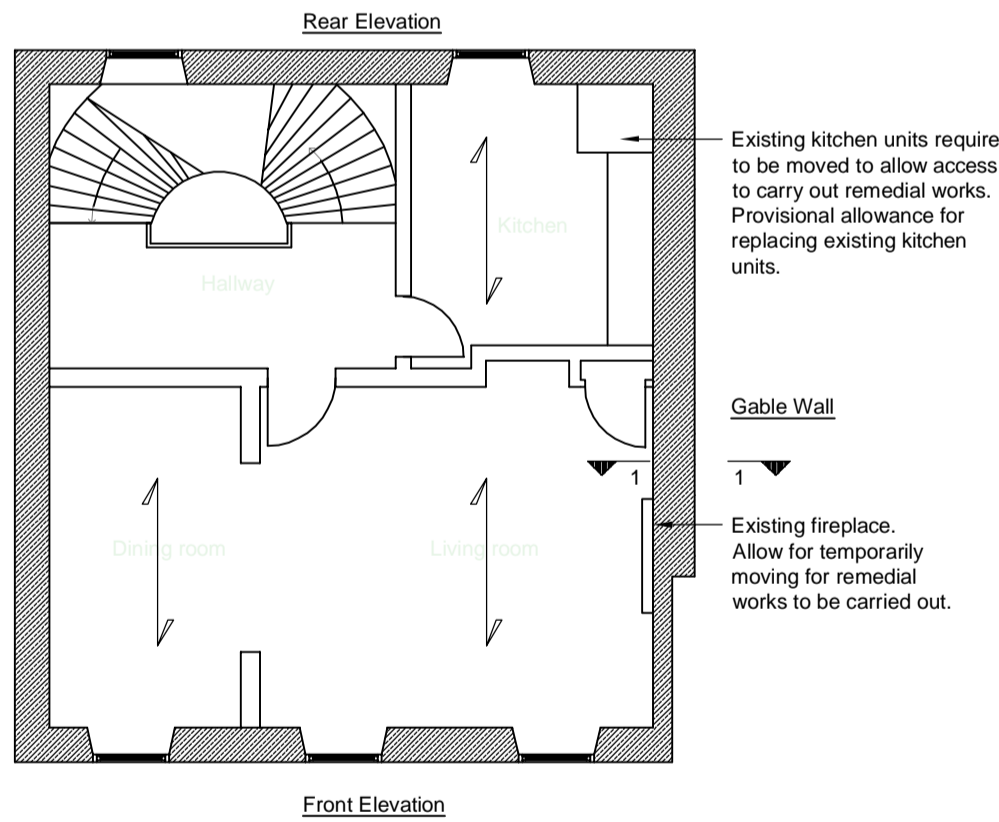 Rear Elevation
Existing kitchen units require
to be moved to allow access
to carry out remedial works.
Provisional allowance for
replacing existing kitchen
units.
Kitchen
Hallway
Gable Wall
1
1
Existing fireplace.
Allow for temporarily
moving for remedial
works to be carried out.
Dining room
Living room
Front Elevation